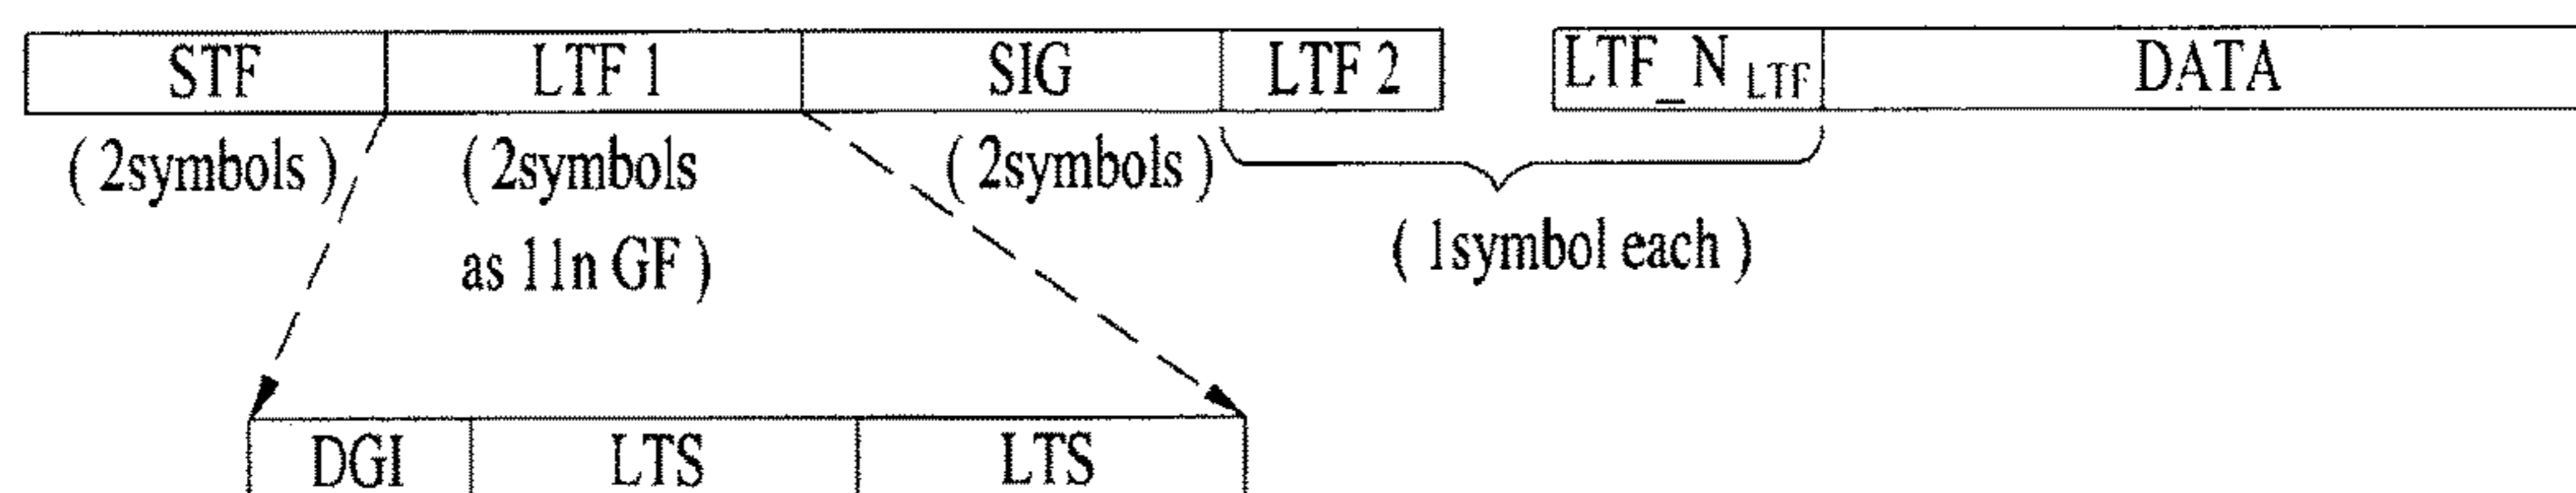 STF LTF 1 SIG LTF 2 LTF_N LTF DATA
( 2symbols ) ( 2symbols ( 2symbols )
as 11n GF ) ( 1symbol each )
DGI LTS LTS